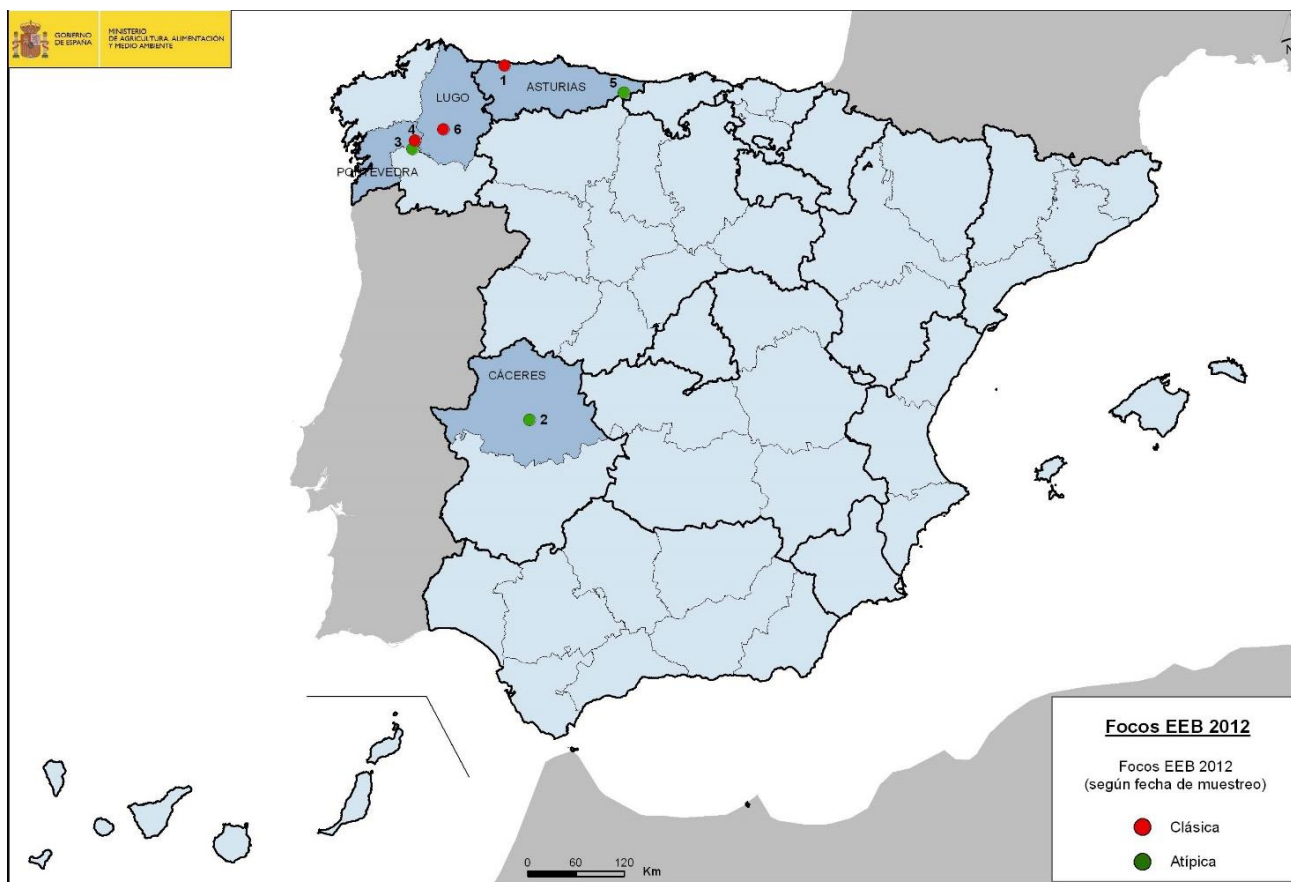 GOBIERNO
DE ESPAÑA
MINISTERIO
DE AGRICULTURA, ALIMENTACIÓN
Y MEDIO AMBIENTE
N
1
ASTURIAS
5
LUGO
4
6
3
PONTEVEDRA
CÁCERES
2
Focos EEB 2012
Focos EEB 2012
(según fecha de muestreo)
Clásica
Atípica
0 60 120
Km